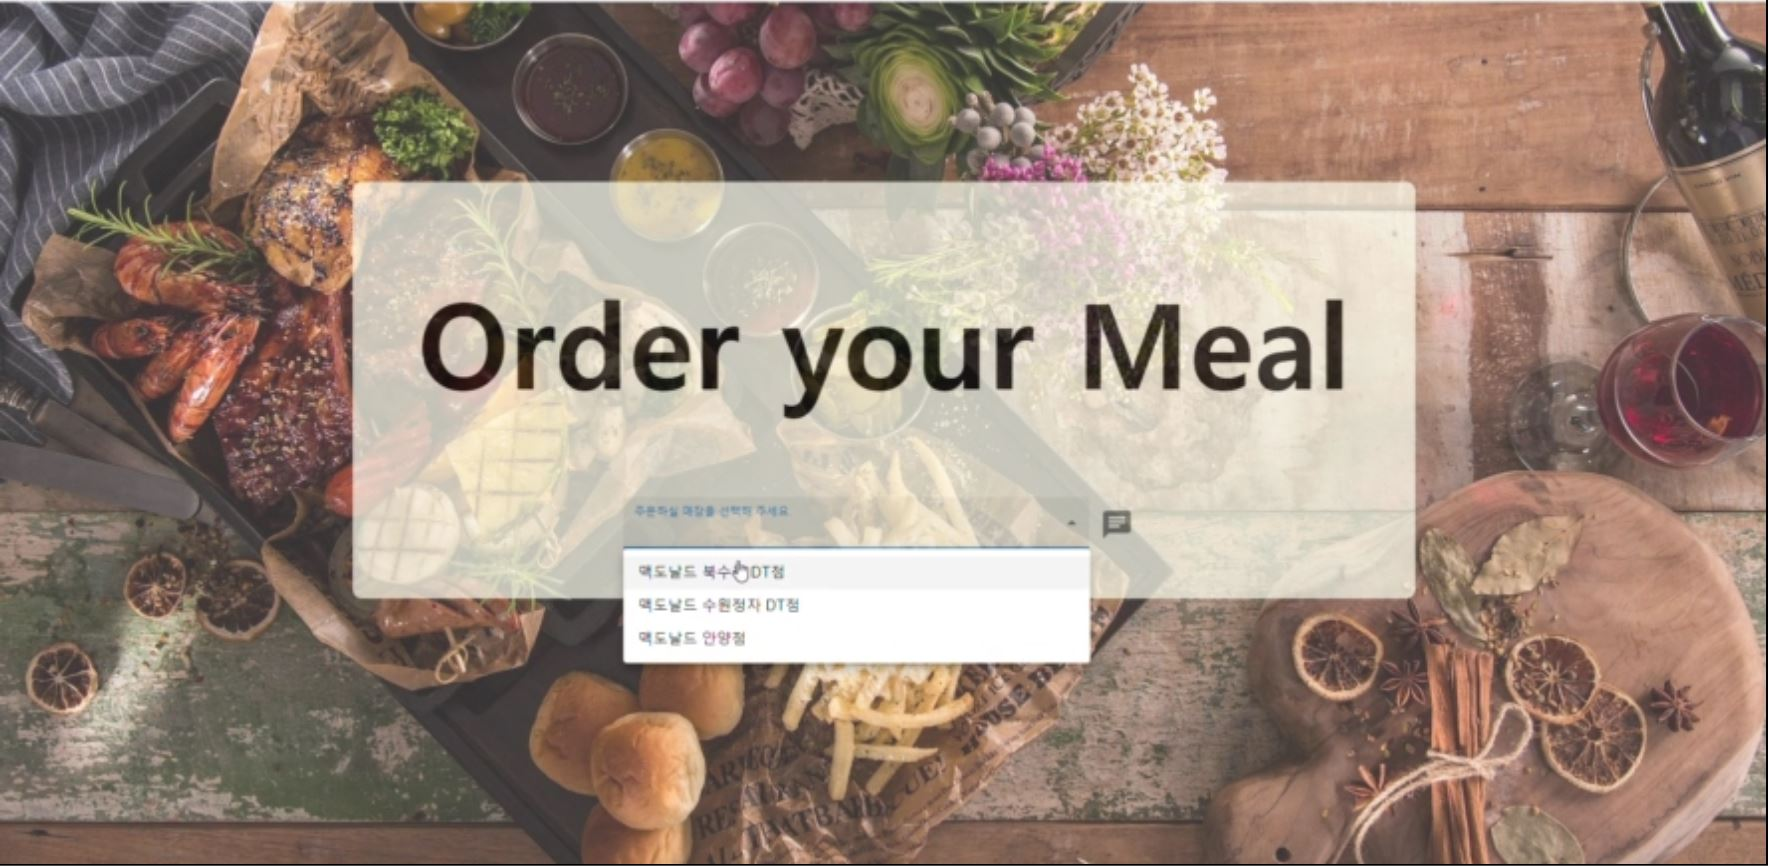 Order your Meal
주문하실 매장을 선택해 주세요
맥도날드 북수 DT점
맥도날드 수원정자 DT점
맥도날드 안양점